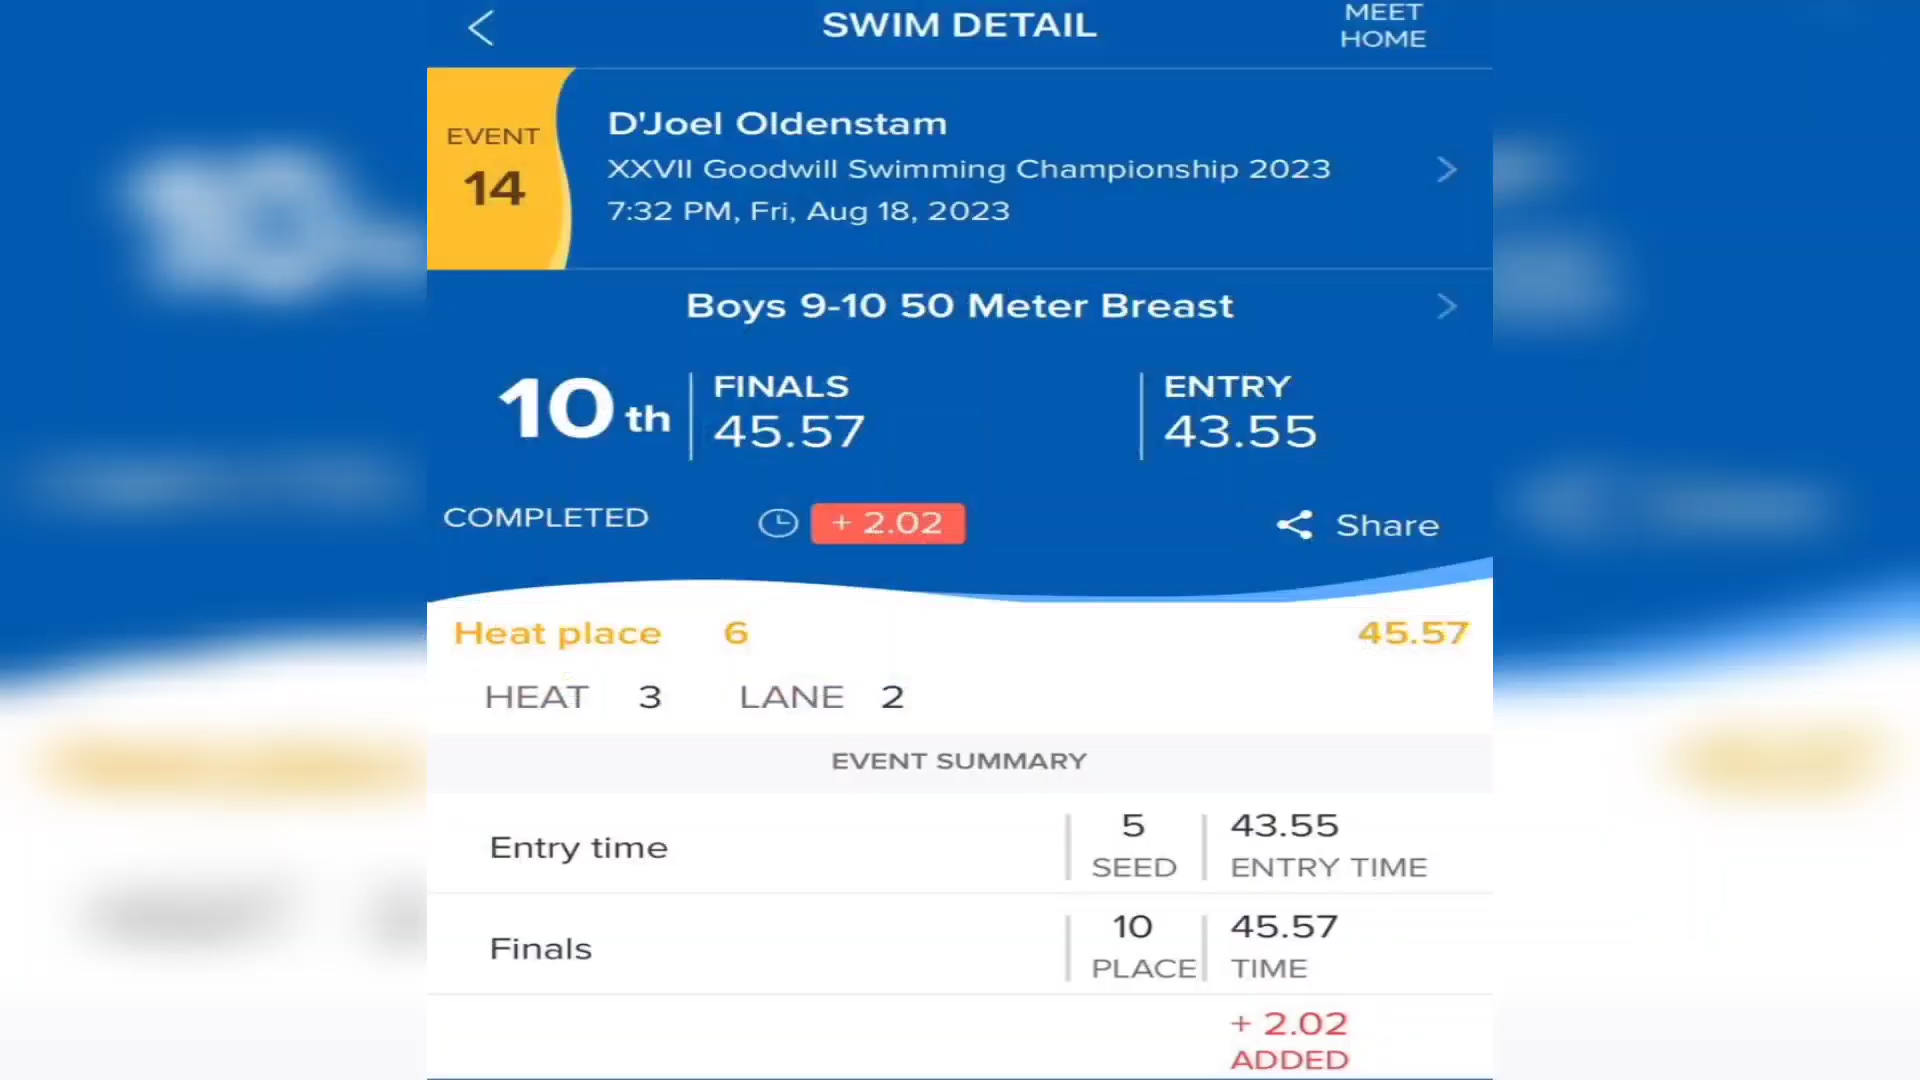 SWIM DETAIL
MEET
HOME
EVENT
14
D'Joel Oldenstam
XXVII Goodwill Swimming Championship 2023
7:32 PM, Fri, Aug 18, 2023
Boys 9-10 50 Meter Breast
10 th
FINALS
45.57
ENTRY
43.55
COMPLETED
+ 2.02
Share
Heat place 6 45.57
HEAT 3 LANE 2
EVENT SUMMARY
Entry time
5
SEED
43.55
ENTRY TIME
Finals
10
PLACE
45.57
TIME
+ 2.02
ADDED